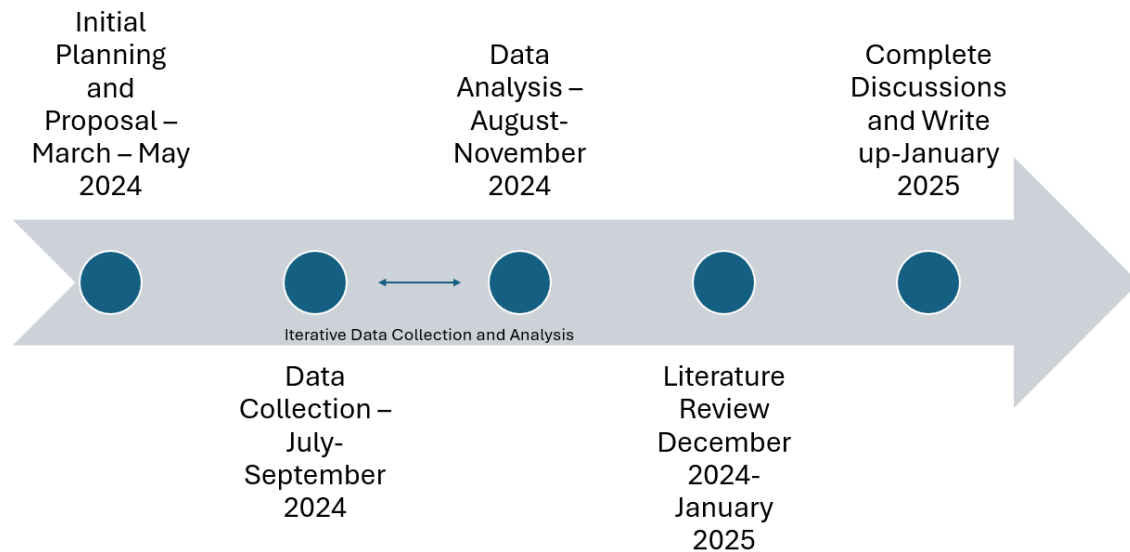 Initial
Planning
and
Proposal –
March – May
2024
Data
Analysis –
August-
November
2024
Complete
Discussions
and Write
up-January
2025
Iterative Data Collection and Analysis
Data
Collection –
July-
September
2024
Literature
Review
December
2024-
January
2025